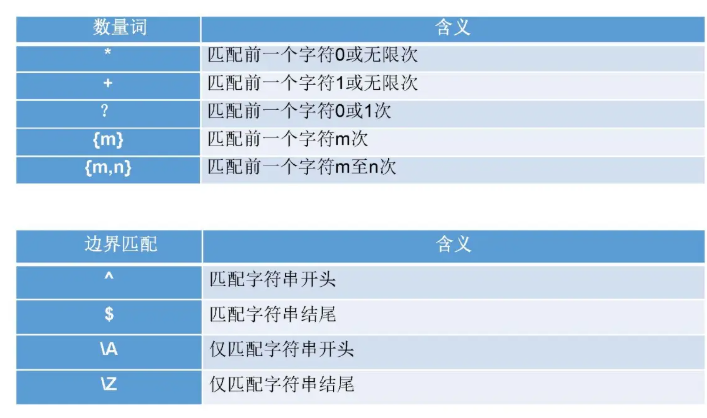 数量词 含义
* 匹配前一个字符0或无限次
+ 匹配前一个字符1或无限次
？ 匹配前一个字符0或1次
{m} 匹配前一个字符m次
{m,n} 匹配前一个字符m至n次
边界匹配 含义
^ 匹配字符串开头
$ 匹配字符串结尾
\A 仅匹配字符串开头
\Z 仅匹配字符串结尾